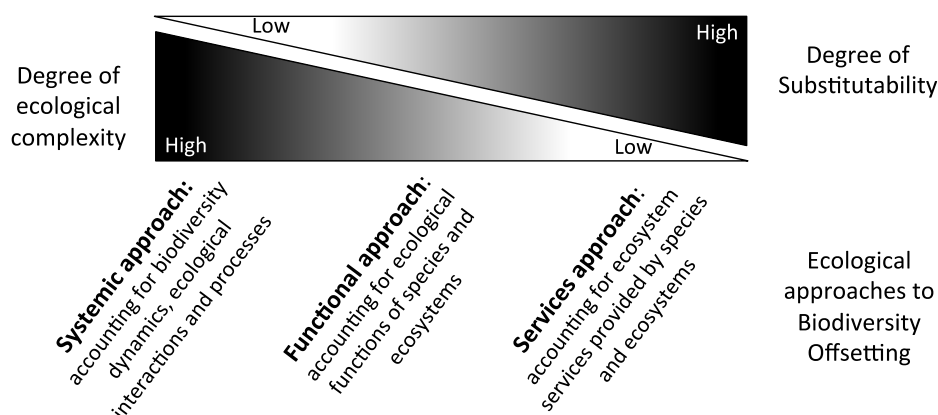 Low
High
Degree of
Substitutability
Degree of
ecological
complexity
High
Low
Systemic approach:
accounting for biodiversity
dynamics, ecological
interactions and processes
Functional approach:
accounting for ecological
functions of species and
ecosystems
Services approach:
accounting for ecosystem
services provided by species
and ecosystems
Ecological
approaches to
Biodiversity
Offsetting